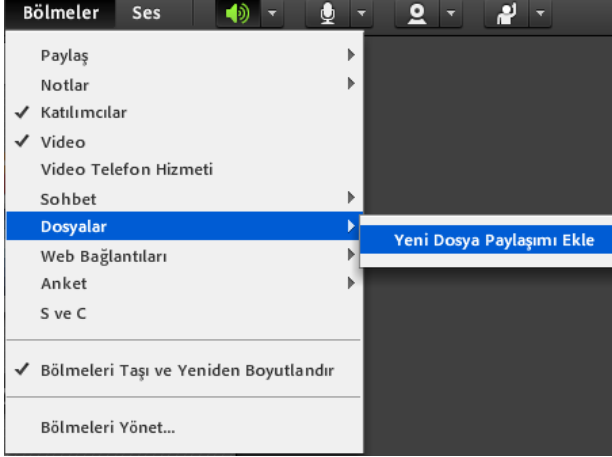 Bölmeler Ses
Paylaş
Notlar
Katılımcılar
Video
Video Telefon Hizmeti
Sohbet
Dosyalar
Yeni Dosya Paylaşımı Ekle
Web Bağlantıları
Anket
S ve C
Bölmeleri Taşı ve Yeniden Boyutlandır
Bölmeleri Yönet...